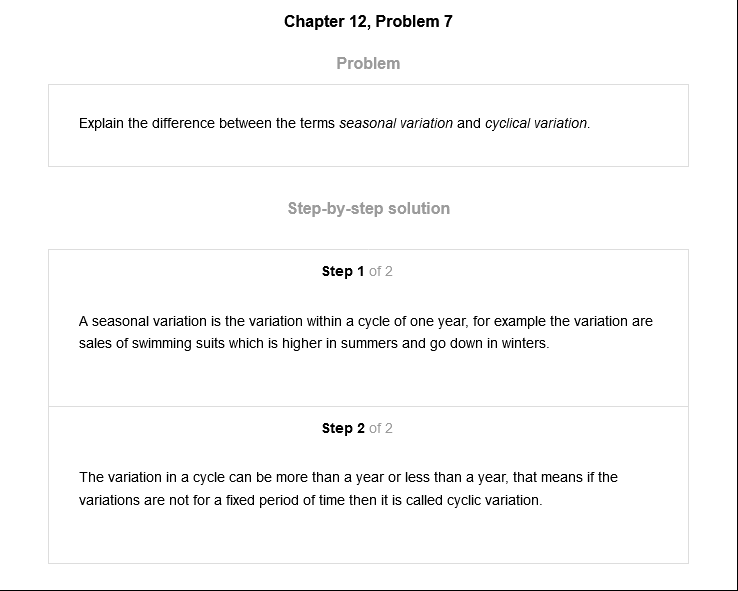 Chapter 12, Problem 7
Problem
Explain the difference between the terms seasonal variation and cyclical variation.
Step-by-step solution
Step 1 of 2
A seasonal variation is the variation within a cycle of one year, for example the variation are
sales of swimming suits which is higher in summers and go down in winters.
Step 2 of 2
The variation in a cycle can be more than a year or less than a year, that means if the
variations are not for a fixed period of time then it is called cyclic variation.